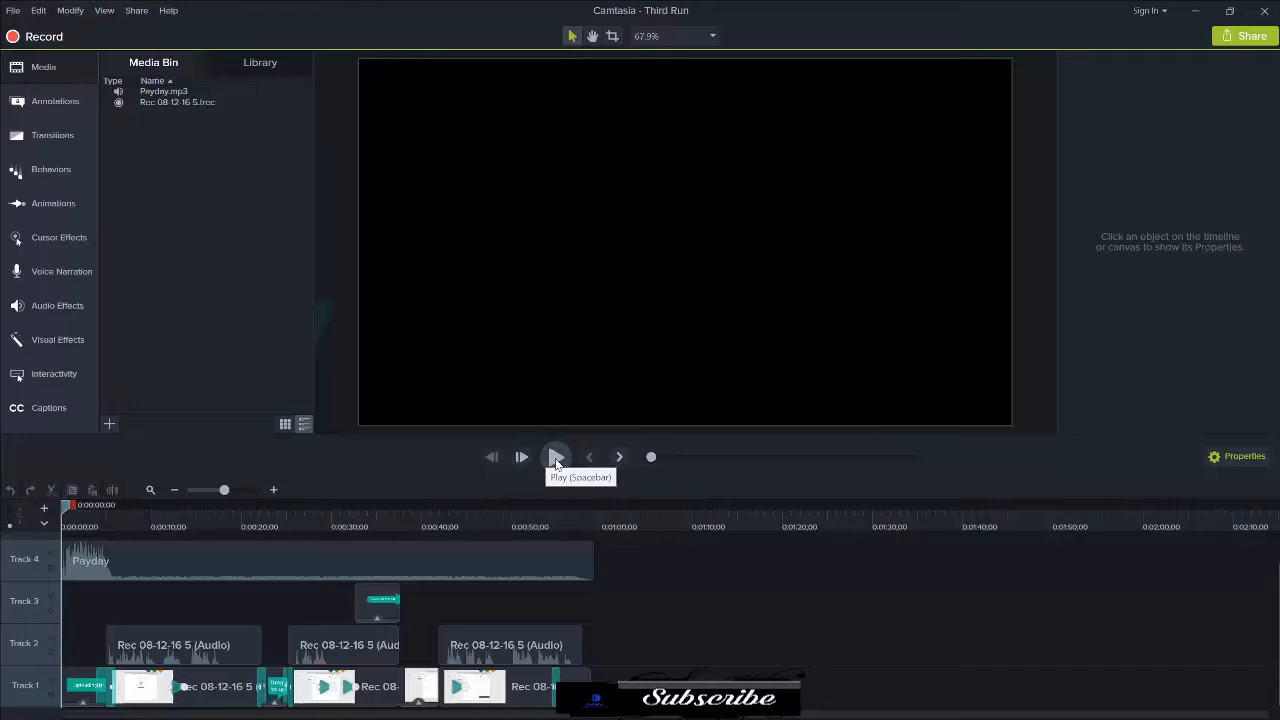 File Edit Modify View Share Help
Camtasia - Third Run
Sign In
Record
67.9%
Share
Media
Annotations
Transitions
Behaviors
Animations
Cursor Effects
Voice Narration
Audio Effects
Visual Effects
Interactivity
CC Captions
Media Bin Library
Type Name
Payday.mp3
Rec 08-12-16 5.trec
Click an object on the timeline
or canvas to show its Properties.
Play (Spacebar)
Properties
0:00:00;00
0:00:00;00 0:00:10;00 0:00:20;00 0:00:30;00 0:00:40;00 0:00:50;00 0:01:00;00 0:01:10;00 0:01:20;00 0:01:30;00 0:01:40;00 0:01:50;00 0:02:00;00 0:02:10;00
Track 4 Payday
Track 3
Track 2 Rec 08-12-16 5 (Audio) Rec 08-12-16 5 (Aud Rec 08-12-16 5 (Audio)
Track 1 Uploading Rec 08-12-16 5 ( Rec 08- Rec 08-1
Subscribe